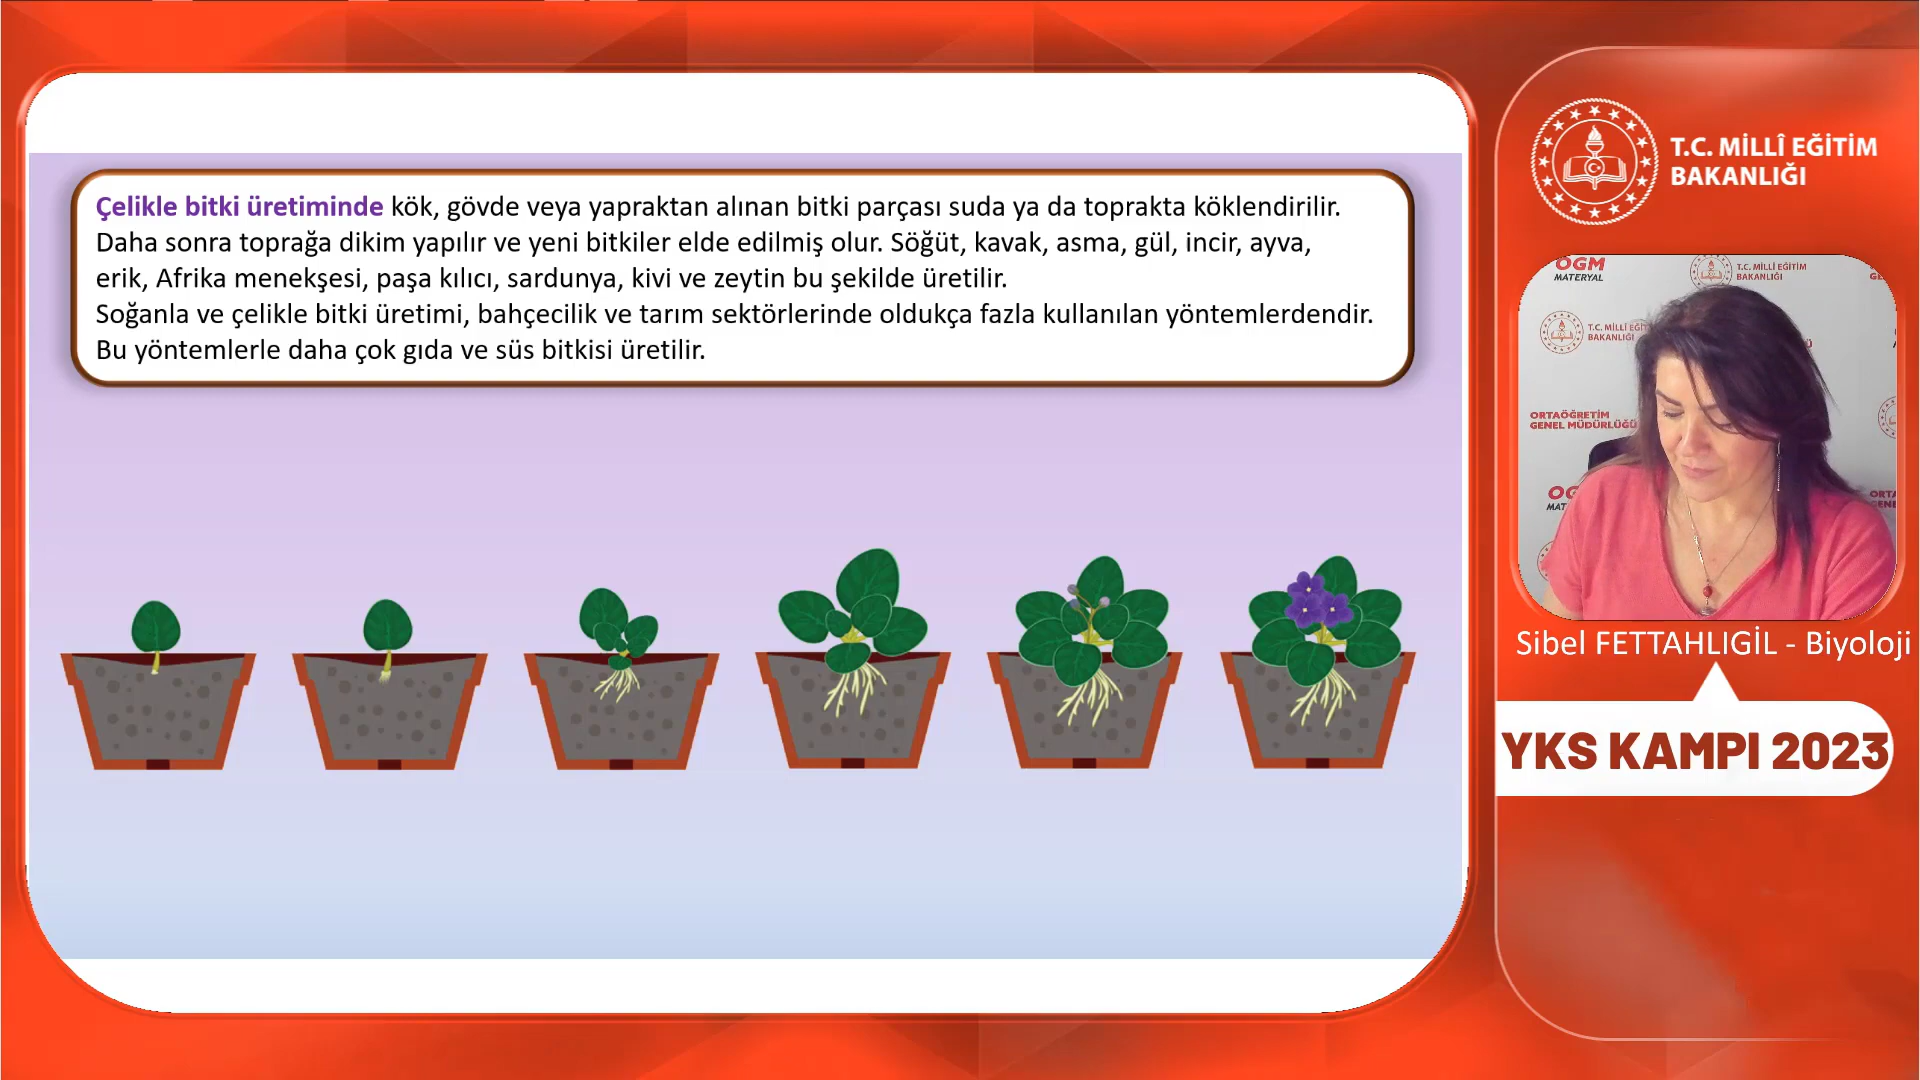 Çelikle bitki üretiminde kök, gövde veya yapraktan alınan bitki parçası suda ya da toprakta köklendirilir.
Daha sonra toprağa dikim yapılır ve yeni bitkiler elde edilmiş olur. Söğüt, kavak, asma, gül, incir, ayva,
erik, Afrika menekşesi, paşa kılıcı, sardunya, kivi ve zeytin bu şekilde üretilir.
Soğanla ve çelikle bitki üretimi, bahçecilik ve tarım sektörlerinde oldukça fazla kullanılan yöntemlerdendir.
Bu yöntemlerle daha çok gıda ve süs bitkisi üretilir.
T.C. MİLLÎ EĞİTİM
BAKANLIĞI
OGM
MATERYAL
T.C. MİLLÎ EĞİTİM
BAKANLIĞI
T.C. MİLLÎ EĞİT
BAKANLIĞI
ORTAÖĞRETİM
GENEL MÜDÜRLÜĞÜ
Sibel FETTAHLIGİL - Biyoloji
YKS KAMPI 2023